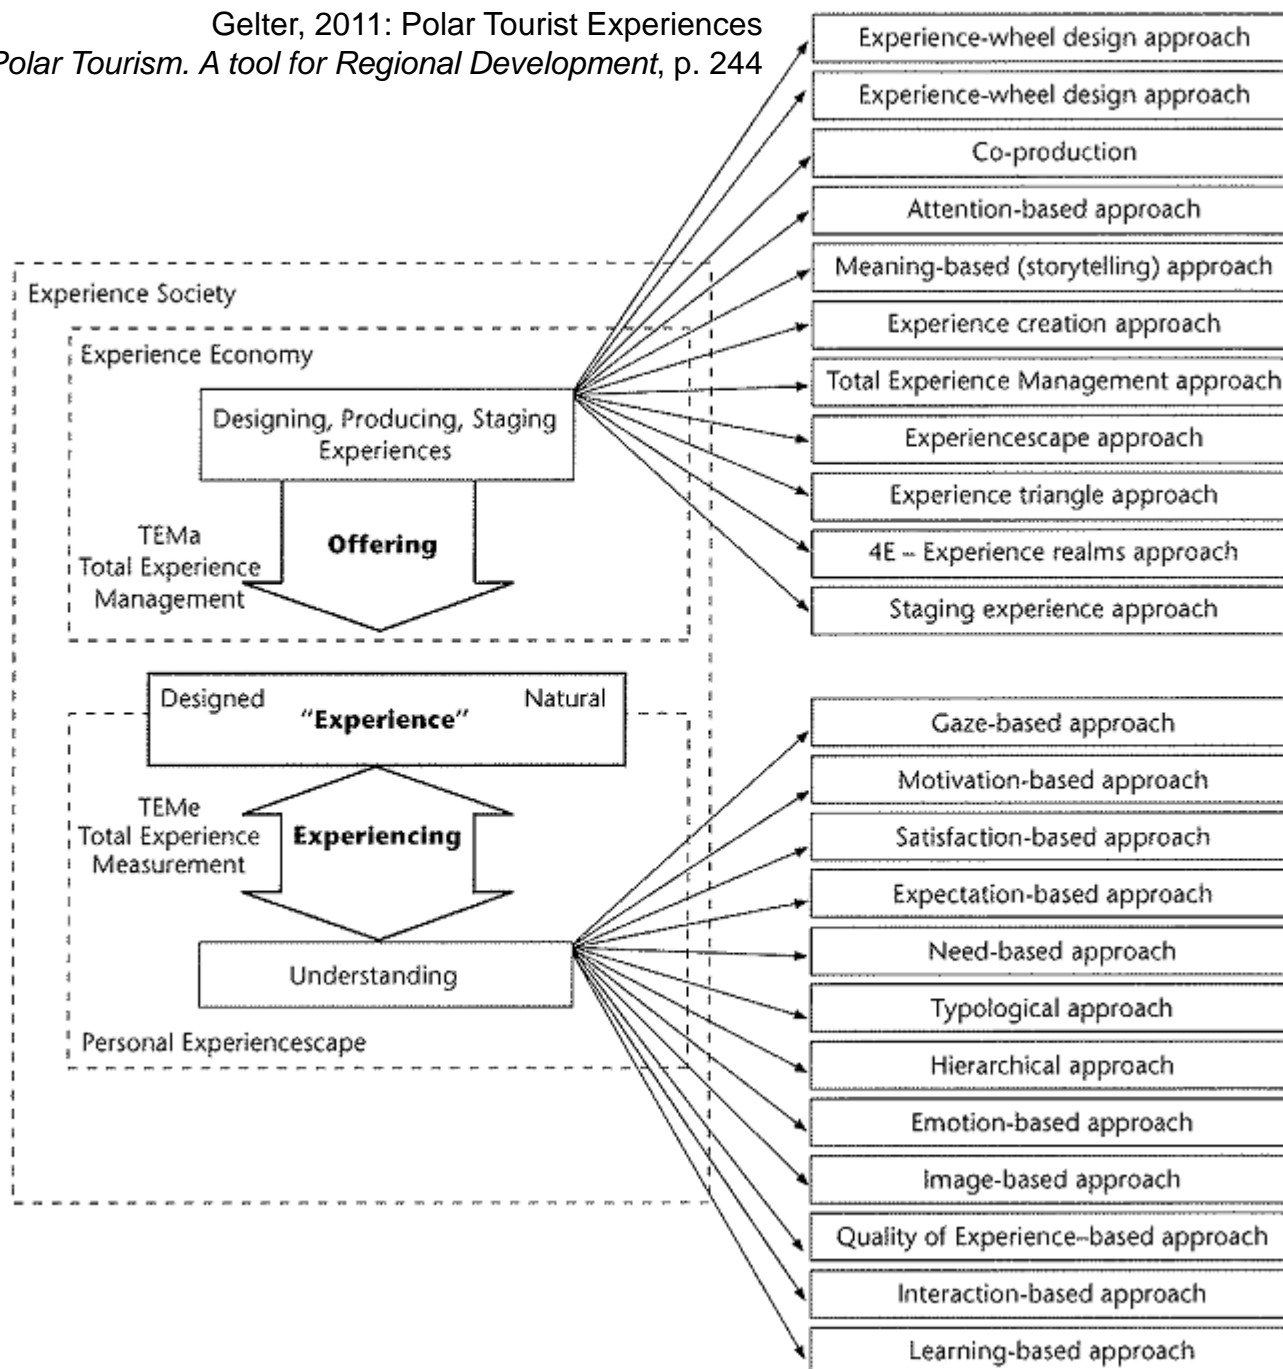 Gelter, 2011: Polar Tourist Experiences
Polar Tourism. A tool for Regional Development, p. 244
Experience Society
Experience Economy
Designing, Producing, Staging
Experiences
TEMa
Total Experience
Management
Offering
Designed
"Experience"
Natural
TEMe
Total Experience
Measurement
Experiencing
Understanding
Personal Experiencescape
Experience-wheel design approach
Experience-wheel design approach
Co-production
Attention-based approach
Meaning-based (storytelling) approach
Experience creation approach
Total Experience Management approach
Experiencescape approach
Experience triangle approach
4E – Experience realms approach
Staging experience approach
Gaze-based approach
Motivation-based approach
Satisfaction-based approach
Expectation-based approach
Need-based approach
Typological approach
Hierarchical approach
Emotion-based approach
Image-based approach
Quality of Experience–based approach
Interaction-based approach
Learning-based approach